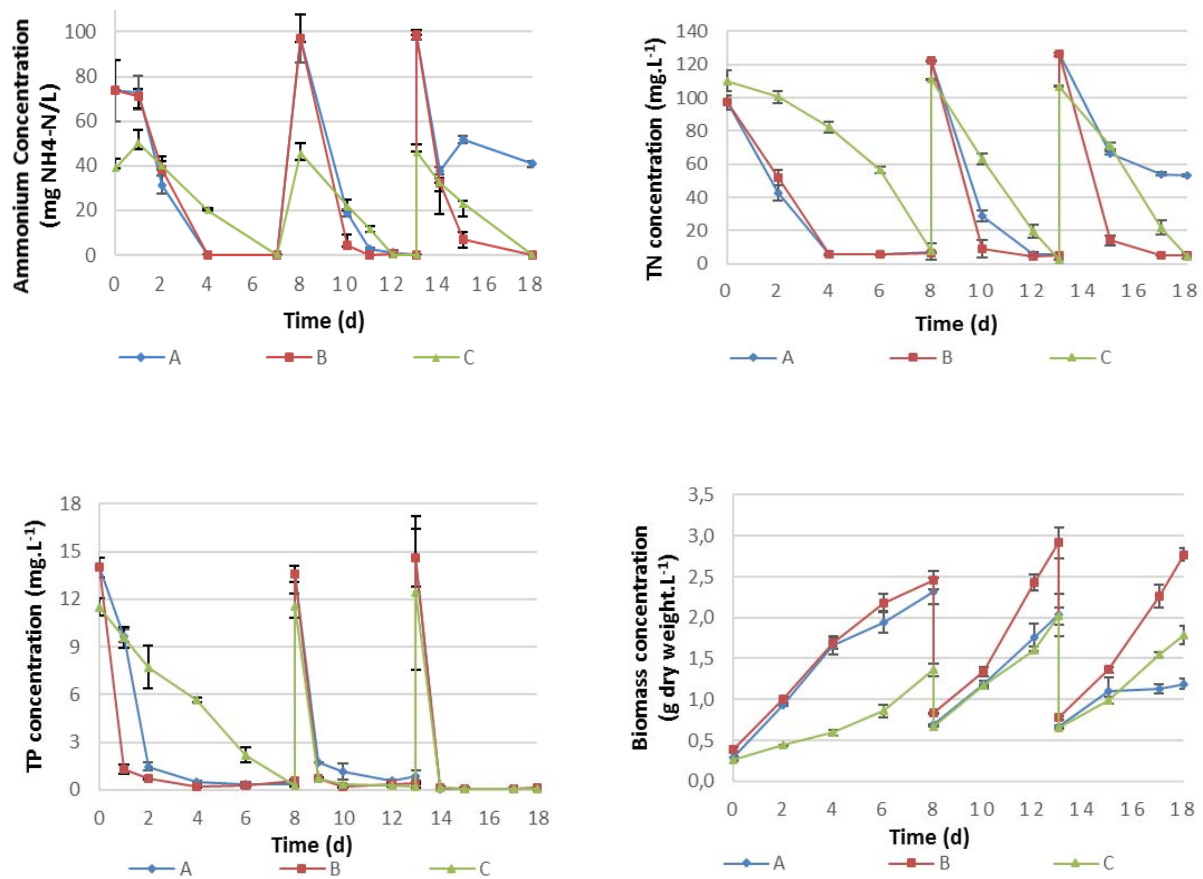 Ammonium Concentration
(mg NH4-N/L)
100
80
60
40
20
0
0 2 4 6 8 10 12 14 16 18
Time (d)
A B C
TN concentration (mg.L-1)
140
120
100
80
60
40
20
0
0 2 4 6 8 10 12 14 16 18
Time (d)
A B C
TP concentration (mg.L-1)
18
15
12
9
6
3
0
0 2 4 6 8 10 12 14 16 18
Time (d)
A B C
Biomass concentration
(g dry weight.L-1)
3,5
3,0
2,5
2,0
1,5
1,0
0,5
0,0
0 2 4 6 8 10 12 14 16 18
Time (d)
A B C